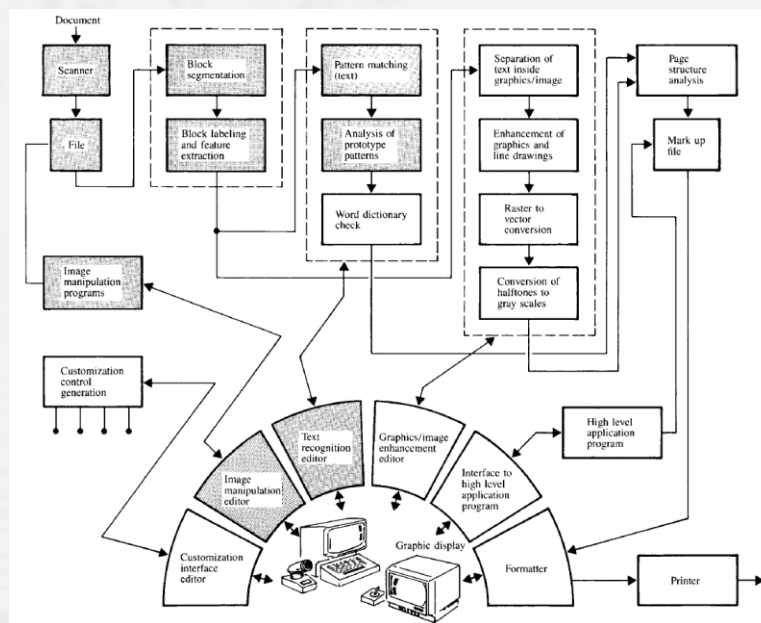 Document
Scanner
File
Image
manipulation
programs
Customization
control
generation
Block
segmentation
Block labeling
and feature
extraction
Pattern matching
(text)
Analysis of
prototype
patterns
Word dictionary
check
Separation of
text inside
graphics/image
Enhancement of
graphics and
line drawings
Raster to
vector
conversion
Conversion of
halftones to
gray scales
Page
structure
analysis
Mark up
file
High level
application
program
Customization
interface
editor
Image
manipulation
editor
Text
recognition
editor
Graphics/image
enhancement
editor
Interface to
high level
application
program
Formatter
Graphic display
Printer